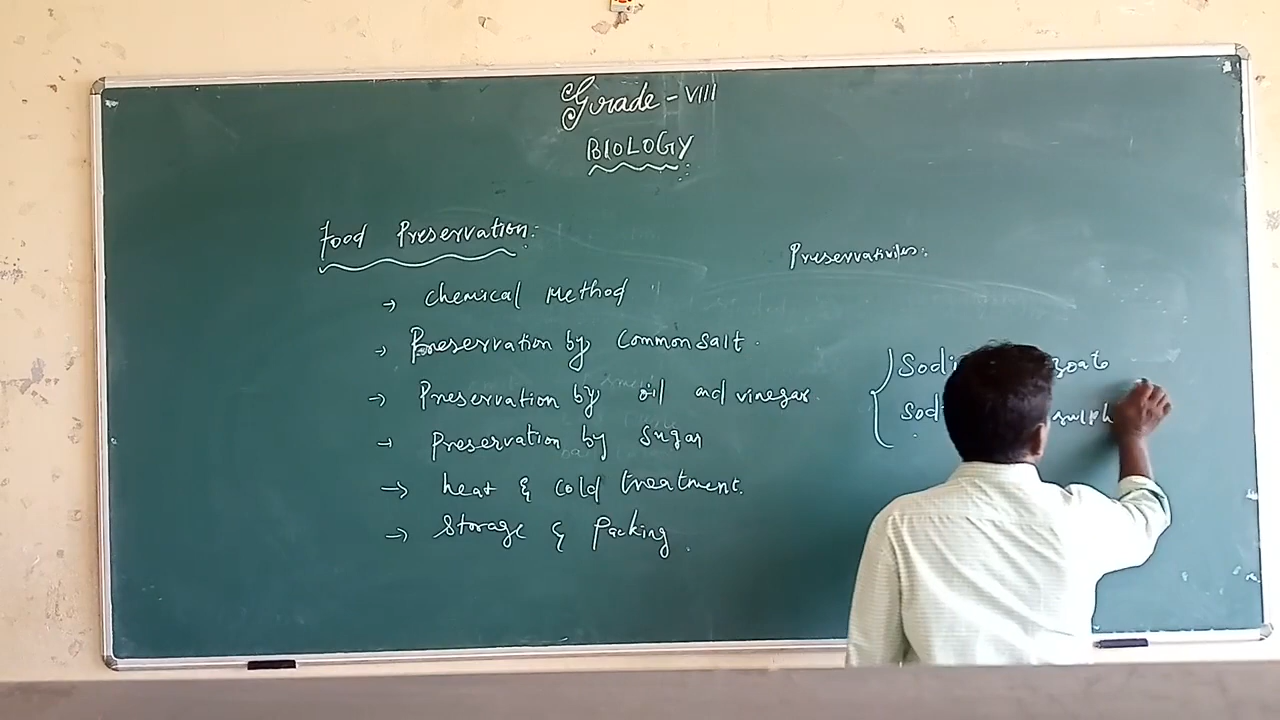 Grade - VIII
BIOLOGY
Food Preservation:
→ Chemical Method
→ Preservation by Common salt.
→ Preservation by oil and vinegar.
→ Preservation by Sugar
→ heat & cold treatment.
→ Storage & Packing.
Preservativies: